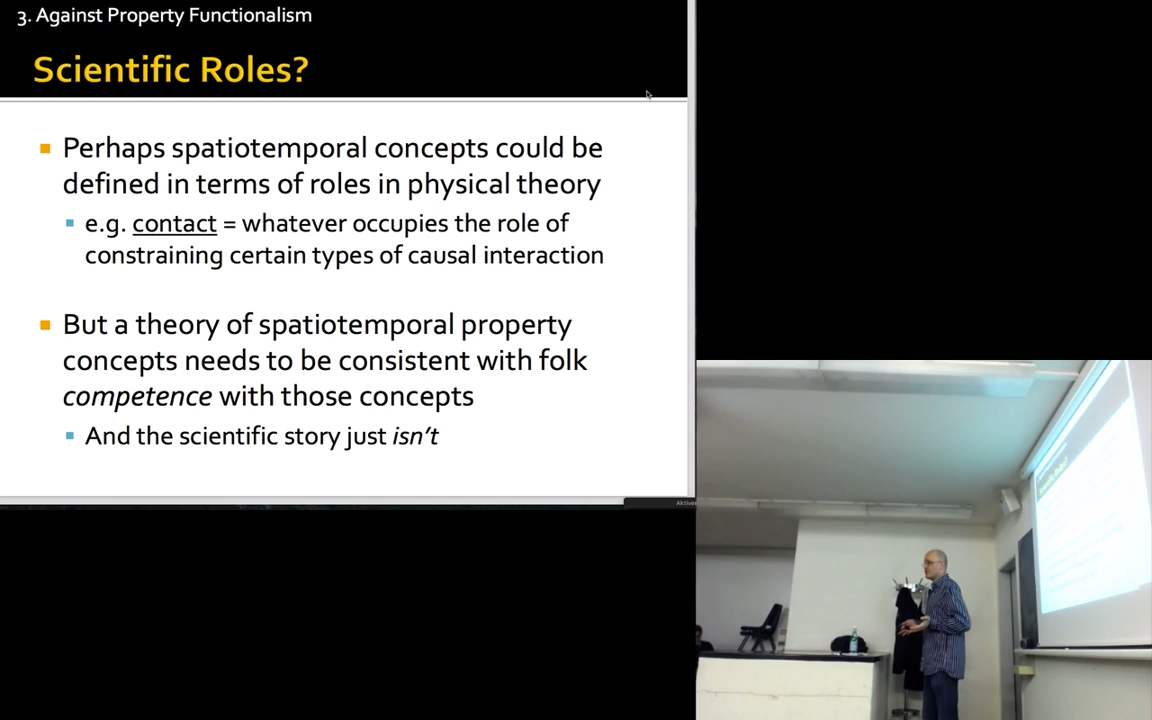 3. Against Property Functionalism
Scientific Roles?
Perhaps spatiotemporal concepts could be
defined in terms of roles in physical theory
e.g. contact = whatever occupies the role of
constraining certain types of causal interaction
But a theory of spatiotemporal property
concepts needs to be consistent with folk
competence with those concepts
And the scientific story just isn't